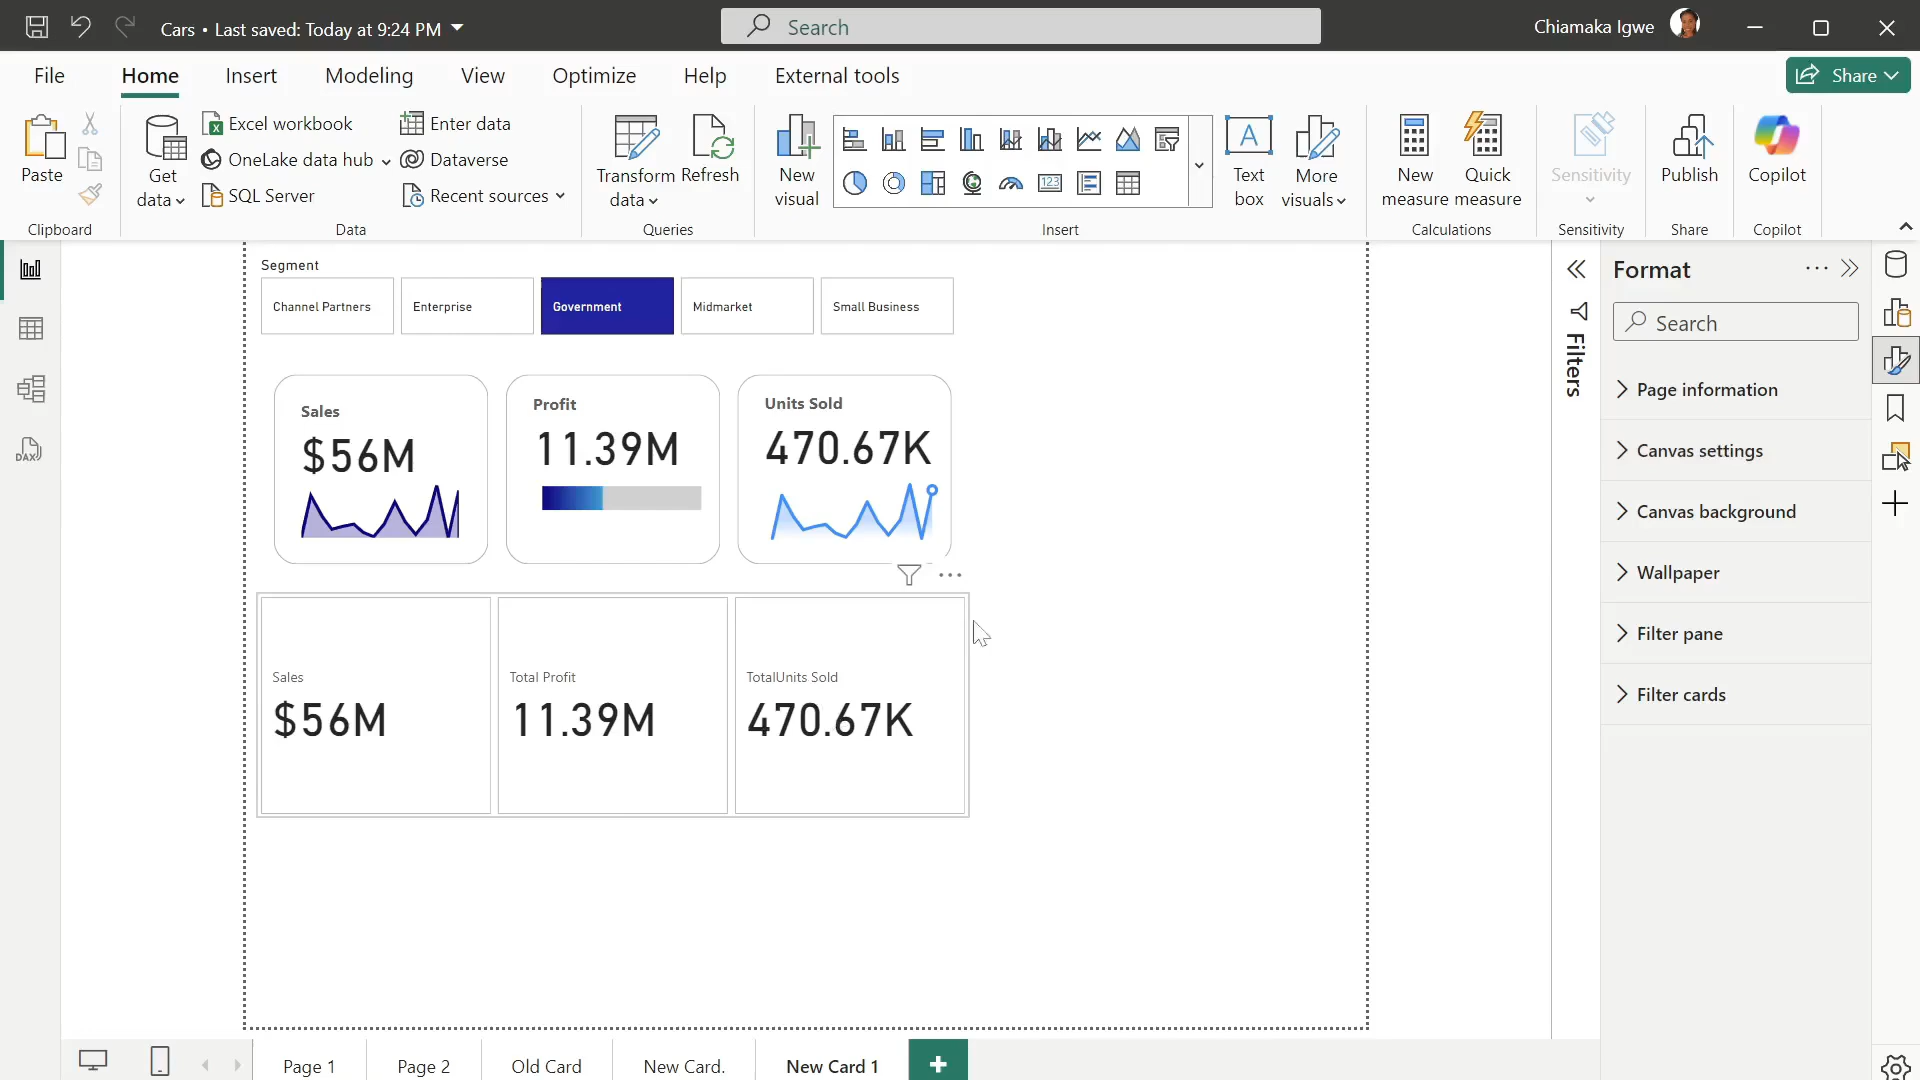 Cars • Last saved: Today at 9:24 PM
Search
Chiamaka Igwe
File
Home
Insert
Modeling
View
Optimize
Help
External tools
Share
Paste
Clipboard
Get data
Excel workbook
OneLake data hub
SQL Server
Enter data
Dataverse
Recent sources
Data
Transform data
Refresh
Queries
New visual
123
A
Text box
More visuals
Insert
New measure
Quick measure
Calculations
Sensitivity
Sensitivity
Publish
Share
Copilot
Copilot
DAX
Segment
Channel Partners
Enterprise
Government
Midmarket
Small Business
Sales
$56M
Profit
11.39M
Units Sold
470.67K
Sales
$56M
Total Profit
11.39M
TotalUnits Sold
470.67K
Filters
Format
Search
Page information
Canvas settings
Canvas background
Wallpaper
Filter pane
Filter cards
Page 1
Page 2
Old Card
New Card.
New Card 1